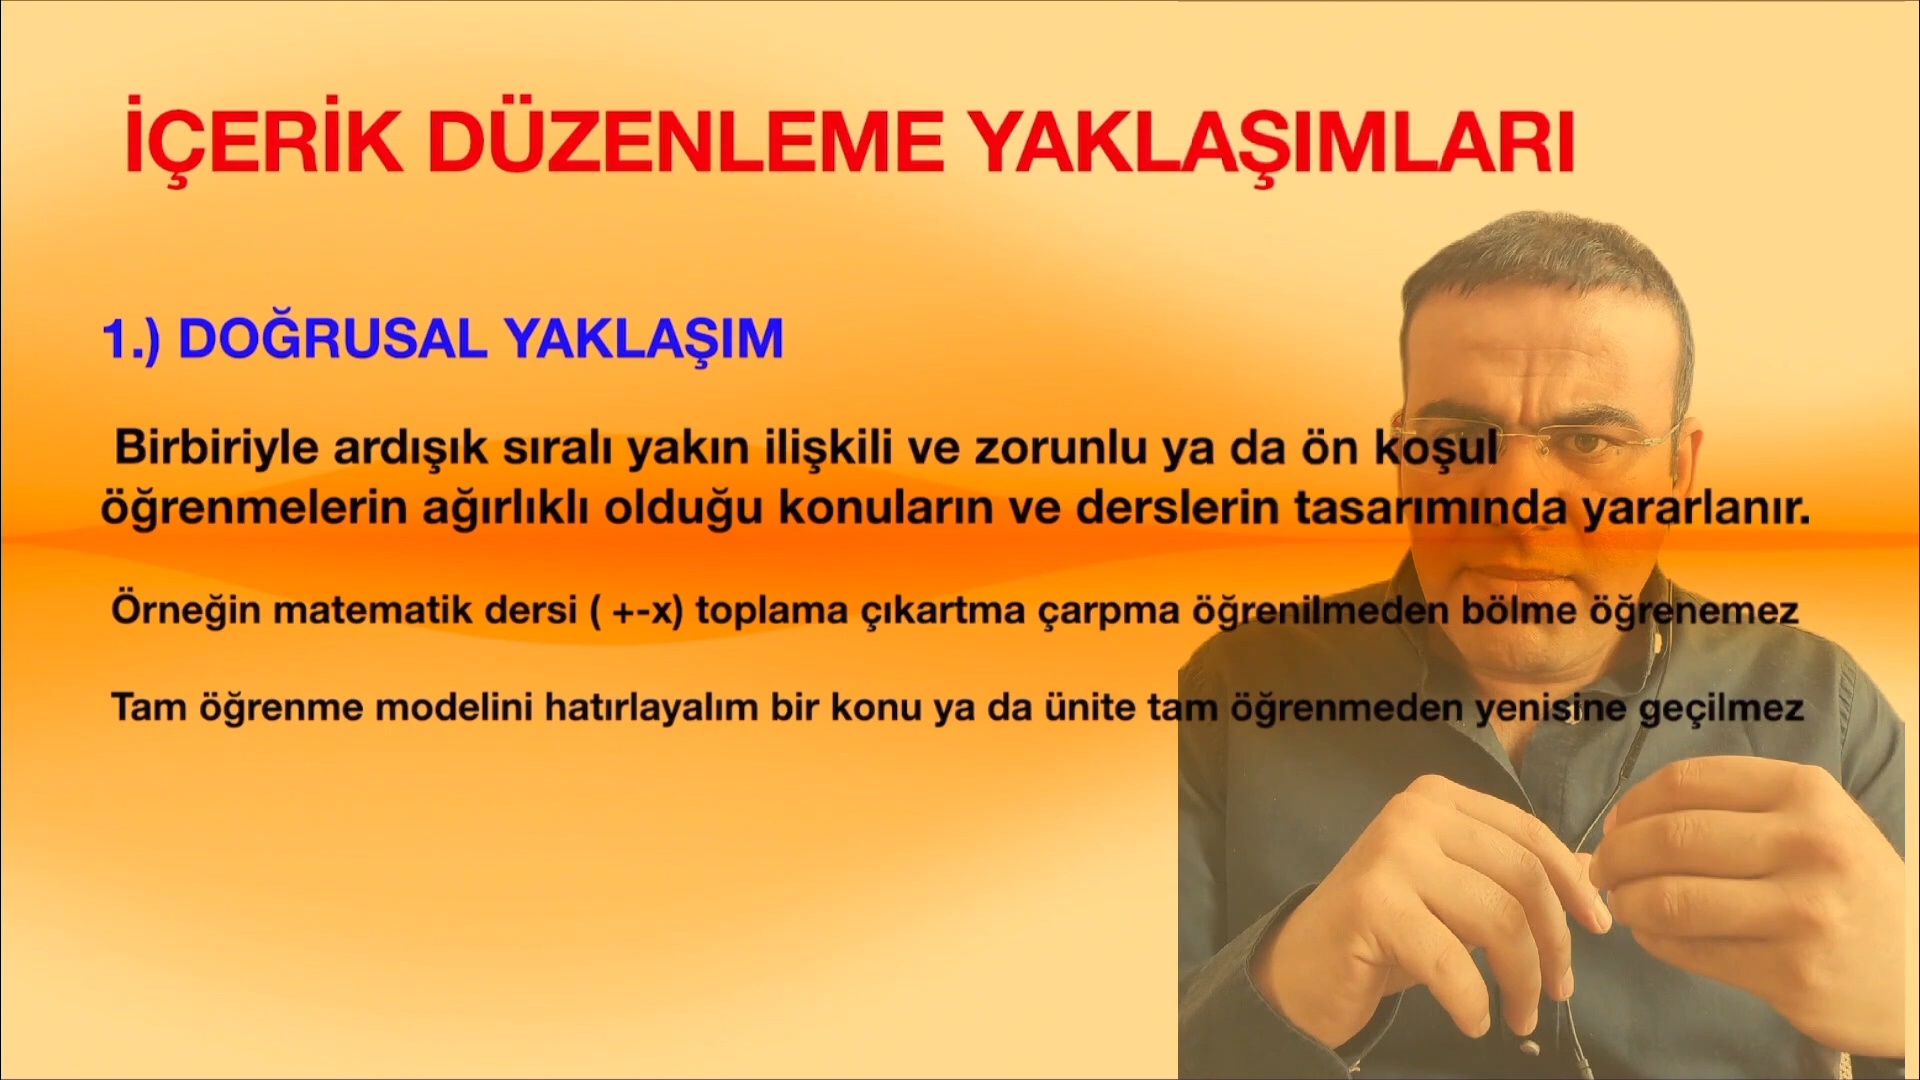 İÇERİK DÜZENLEME YAKLAŞIMLARI
1.) DOĞRUSAL YAKLAŞIM
Birbiriyle ardışık sıralı yakın ilişkili ve zorunlu ya da ön koşul
öğrenmelerin ağırlıklı olduğu konuların ve derslerin tasarımında yararlanır.
Örneğin matematik dersi ( +-x) toplama çıkartma çarpma öğrenilmeden bölme öğrenemez
Tam öğrenme modelini hatırlayalım bir konu ya da ünite tam öğrenmeden yenisine geçilmez